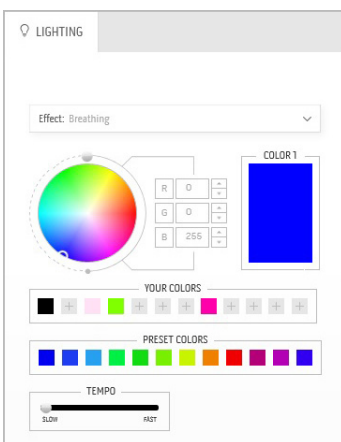 LIGHTING
Effect: Breathing
COLOR 1
R 0
G 0
B 255
YOUR COLORS
PRESET COLORS
TEMPO
SLOW FAST